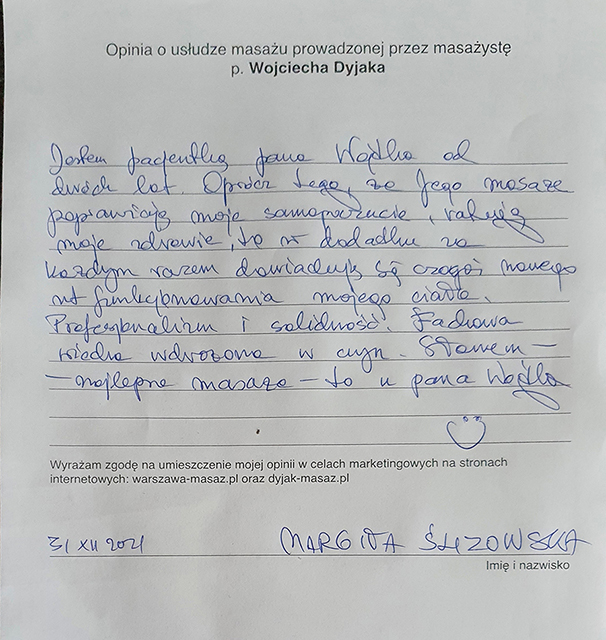 Opinia o usłudze masażu prowadzonej przez masażystę
p. Wojciecha Dyjaka
Jestem pacjentką pana Wojtka od
dwóch lat. Oprócz tego, że Jego masaże
poprawiają moje samopoczucie, ratują
moje zdrowie, to w dodatku za
każdym razem dowiaduję się czegoś nowego
nt funkcjonowania mojego ciała.
Profesjonalizm i solidność. Fachowa
wiedza wdrożona w czyn. Słowem —
— najlepsze masaże — to u pana Wojtka
Wyrażam zgodę na umieszczenie mojej opinii w celach marketingowych na stronach
internetowych: warszawa-masaz.pl oraz dyjak-masaz.pl
31 XII 2021 ŚLIZOWSKA
Imię i nazwisko